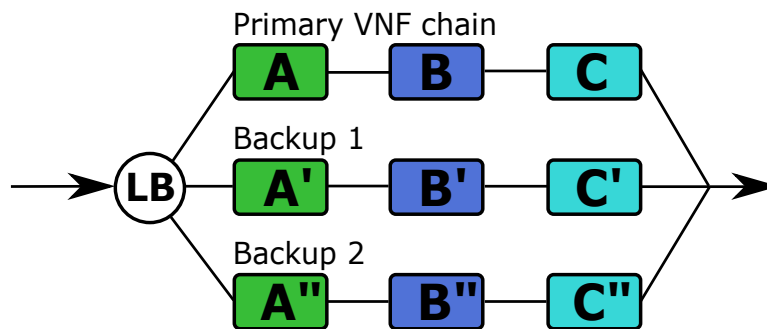 Primary VNF chain
A B C
Backup 1
LB A' B' C'
Backup 2
A" B" C"